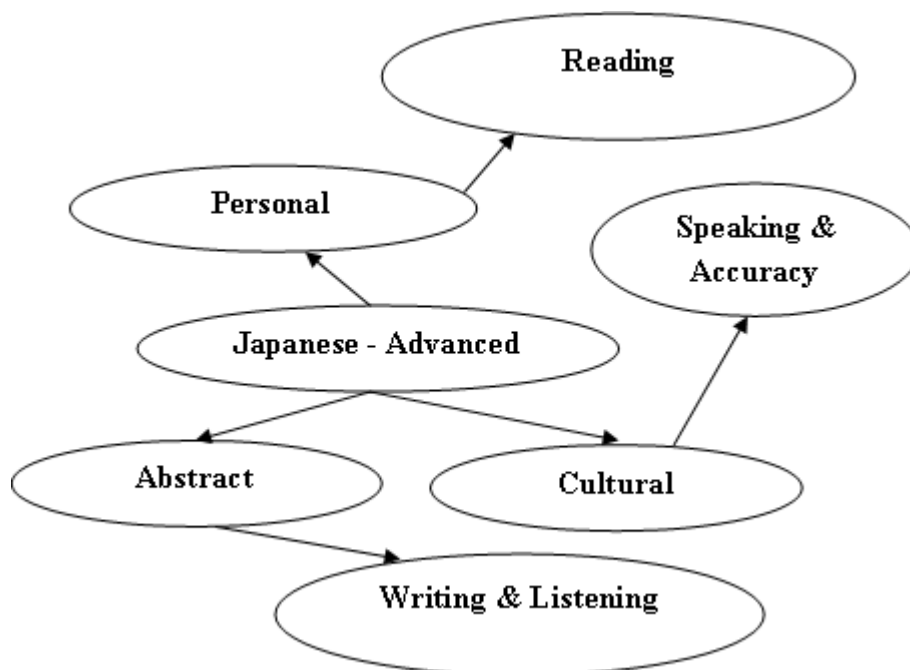 Reading
Personal
Speaking &
Accuracy
Japanese - Advanced
Abstract
Cultural
Writing & Listening